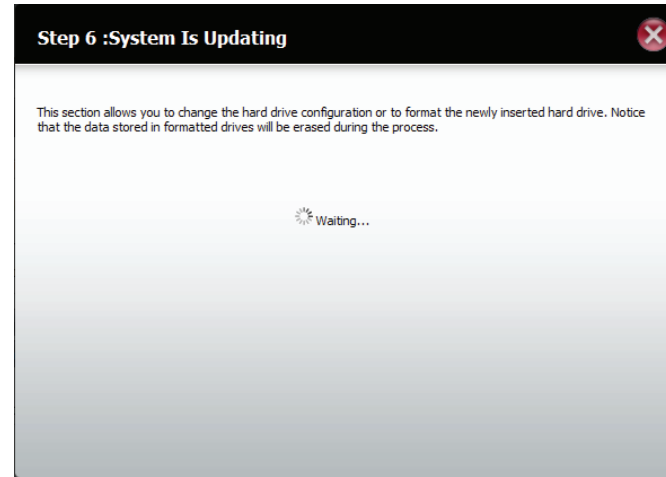 Step 6 :System Is Updating
This section allows you to change the hard drive configuration or to format the newly inserted hard drive. Notice
that the data stored in formatted drives will be erased during the process.
Waiting...